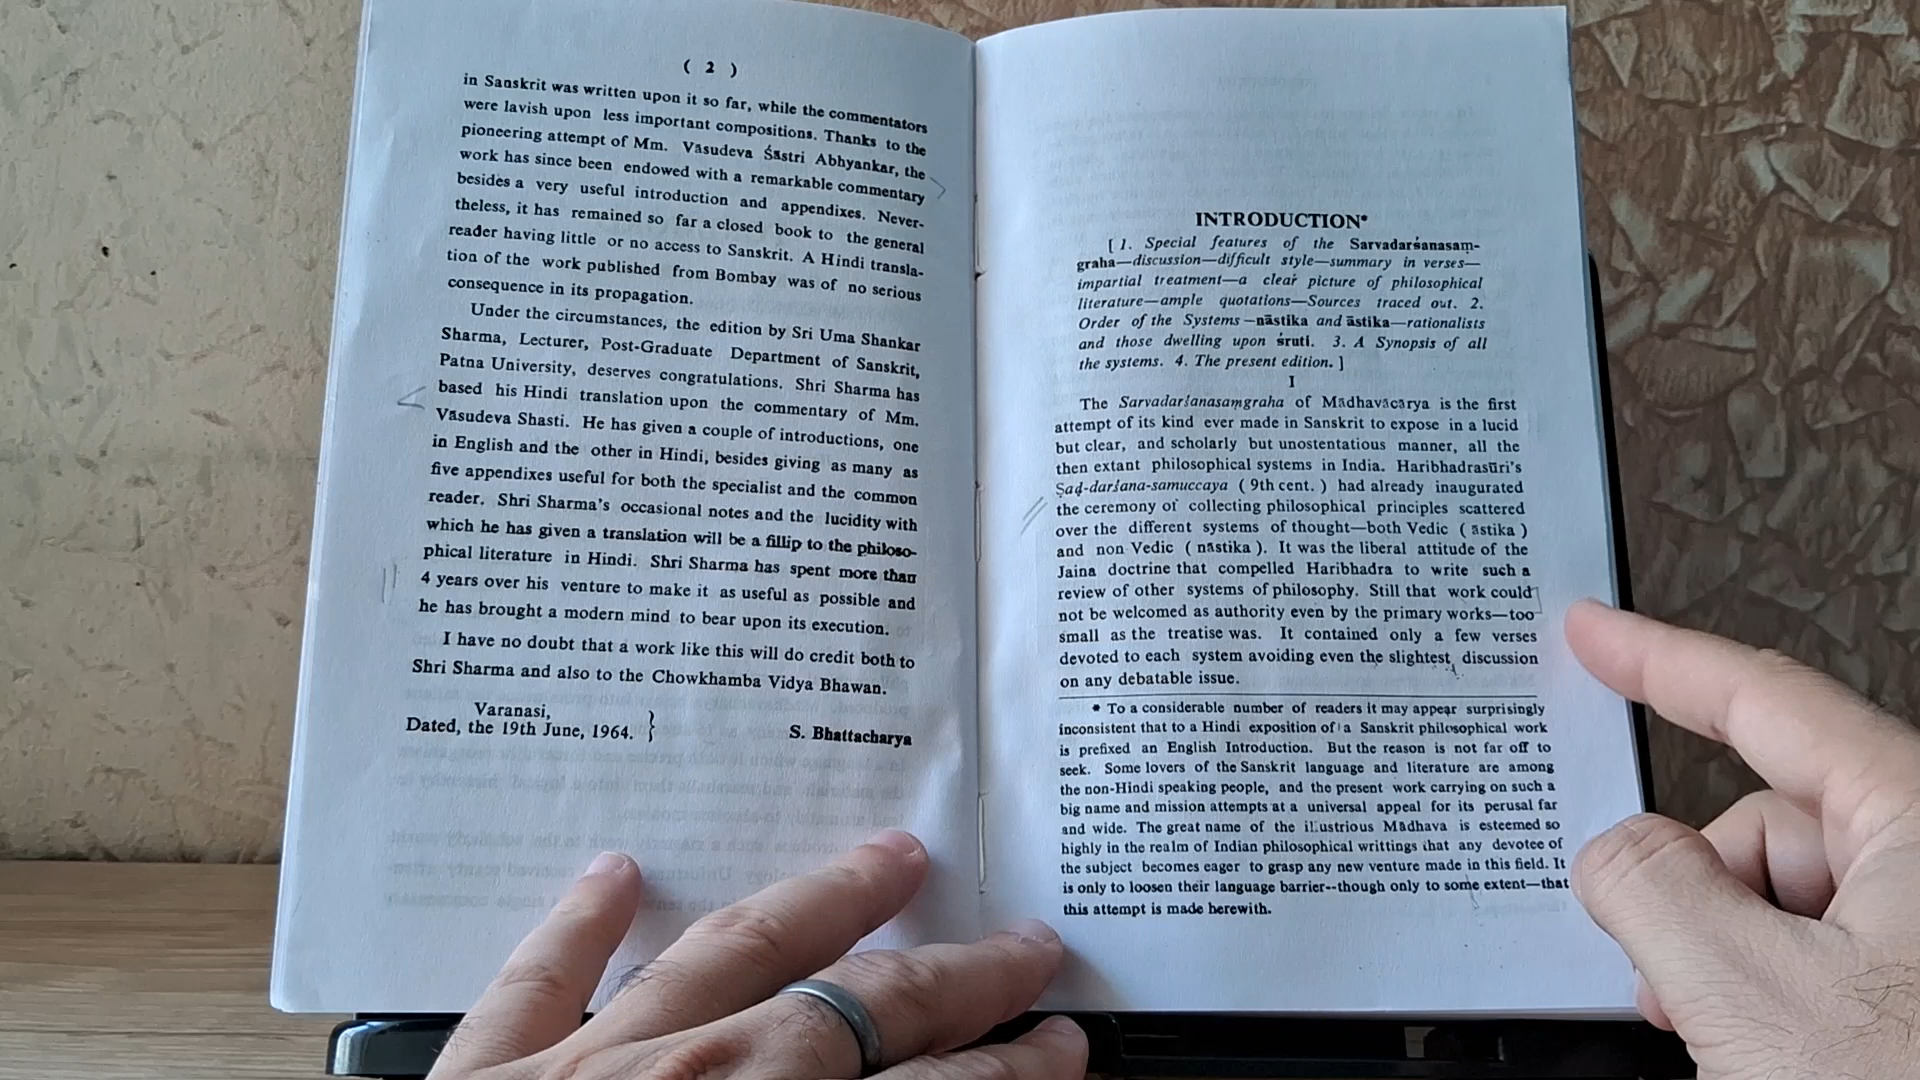 ( 2 )
in Sanskrit was written upon it so far, while the commentators
were lavish upon less important compositions. Thanks to the
pioneering attempt of Mm. Vāsudeva Śāstri Abhyankar, the
work has since been endowed with a remarkable commentary
besides a very useful introduction and appendixes. Never-
theless, it has remained so far a closed book to the general
reader having little or no access to Sanskrit. A Hindi transla-
tion of the work published from Bombay was of no serious
consequence in its propagation.
Under the circumstances, the edition by Sri Uma Shankar
Sharma, Lecturer, Post-Graduate Department of Sanskrit,
Patna University, deserves congratulations. Shri Sharma has
based his Hindi translation upon the commentary of Mm.
Vāsudeva Shasti. He has given a couple of introductions, one
in English and the other in Hindi, besides giving as many as
five appendixes useful for both the specialist and the common
reader. Shri Sharma's occasional notes and the lucidity with
which he has given a translation will be a fillip to the philoso-
phical literature in Hindi. Shri Sharma has spent more than
4 years over his venture to make it as useful as possible and
he has brought a modern mind to bear upon its execution.
I have no doubt that a work like this will do credit both to
Shri Sharma and also to the Chowkhamba Vidya Bhawan.
Varanasi,
Dated, the 19th June, 1964. } S. Bhattacharya
INTRODUCTION*
[ 1. Special features of the Sarvadarśanasaṃ-
graha—discussion—difficult style—summary in verses—
impartial treatment—a clear picture of philosophical
literature—ample quotations—Sources traced out. 2.
Order of the Systems—nāstika and āstika—rationalists
and those dwelling upon śruti. 3. A Synopsis of all
the systems. 4. The present edition. ]
I
The Sarvadarśanasaṃgraha of Mādhavācārya is the first
attempt of its kind ever made in Sanskrit to expose in a lucid
but clear, and scholarly but unostentatious manner, all the
then extant philosophical systems in India. Haribhadrasūri's
Ṣaḍ-darśana-samuccaya ( 9th cent. ) had already inaugurated
the ceremony of collecting philosophical principles scattered
over the different systems of thought—both Vedic ( āstika )
and non Vedic ( nāstika ). It was the liberal attitude of the
Jaina doctrine that compelled Haribhadra to write such a
review of other systems of philosophy. Still that work could
not be welcomed as authority even by the primary works—too
small as the treatise was. It contained only a few verses
devoted to each system avoiding even the slightest discussion
on any debatable issue.
* To a considerable number of readers it may appear surprisingly
inconsistent that to a Hindi exposition of a Sanskrit philosophical work
is prefixed an English Introduction. But the reason is not far off to
seek. Some lovers of the Sanskrit language and literature are among
the non-Hindi speaking people, and the present work carrying on such a
big name and mission attempts at a universal appeal for its perusal far
and wide. The great name of the illustrious Mādhava is esteemed so
highly in the realm of Indian philosophical writtings that any devotee of
the subject becomes eager to grasp any new venture made in this field. It
is only to loosen their language barrier--though only to some extent—that
this attempt is made herewith.